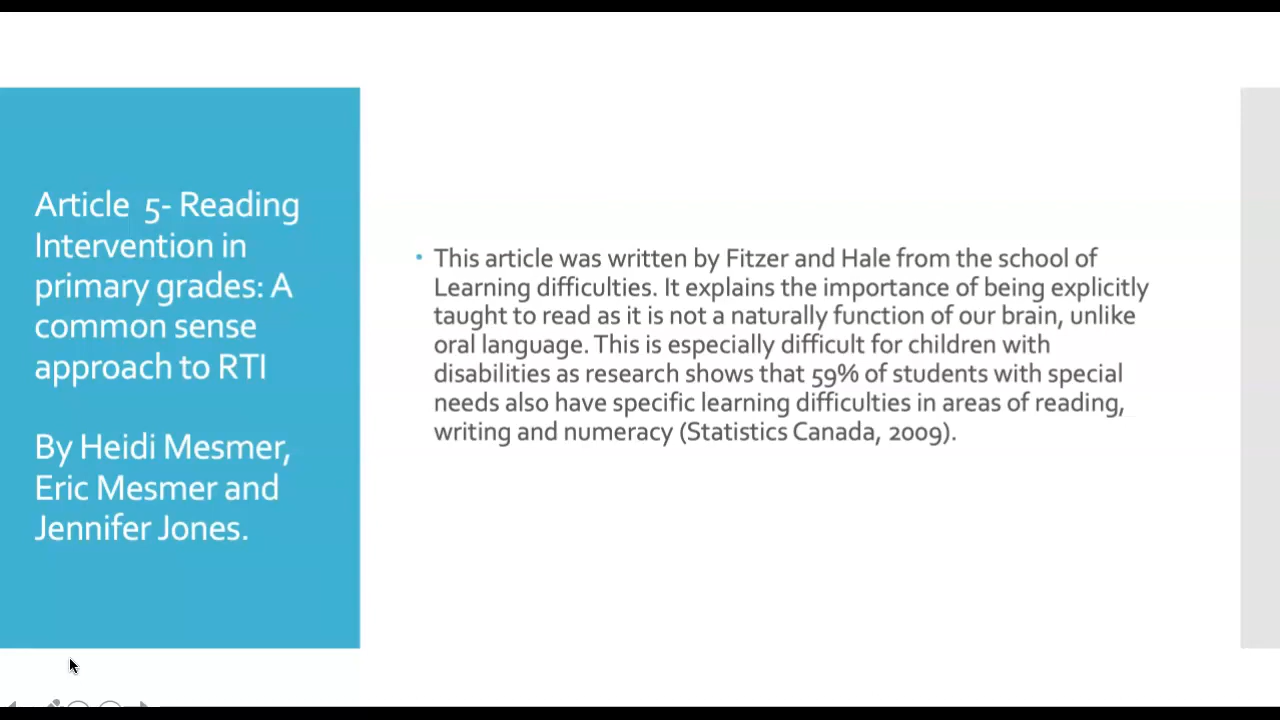 Article 5- Reading
Intervention in
primary grades: A
common sense
approach to RTI
By Heidi Mesmer,
Eric Mesmer and
Jennifer Jones.
• This article was written by Fitzer and Hale from the school of
Learning difficulties. It explains the importance of being explicitly
taught to read as it is not a naturally function of our brain, unlike
oral language. This is especially difficult for children with
disabilities as research shows that 59% of students with special
needs also have specific learning difficulties in areas of reading,
writing and numeracy (Statistics Canada, 2009).